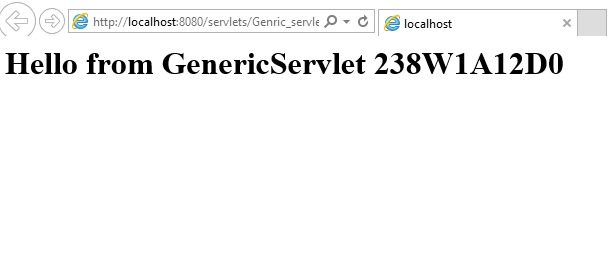 http://localhost:8080/servlets/Genric_servle
localhost
Hello from GenericServlet 238W1A12D0